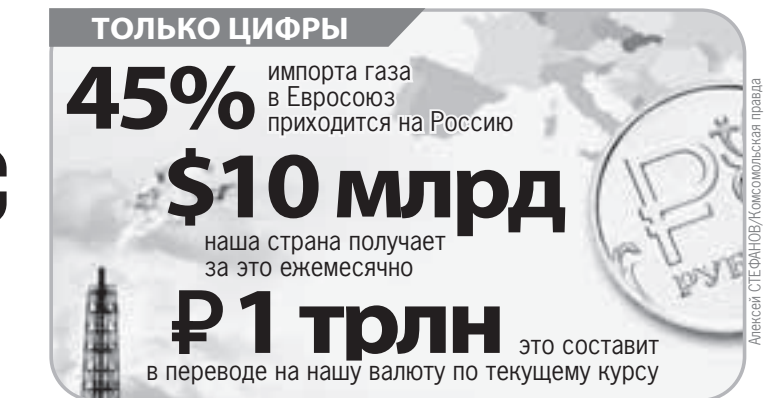 ТОЛЬКО ЦИФРЫ
45% импорта газа
в Евросоюз
приходится на Россию
$10 млрд
наша страна получает
за это ежемесячно
₽1 трлн это составит
в переводе на нашу валюту по текущему курсу
Алексей СТЕФАНОВ/Комсомольская правда